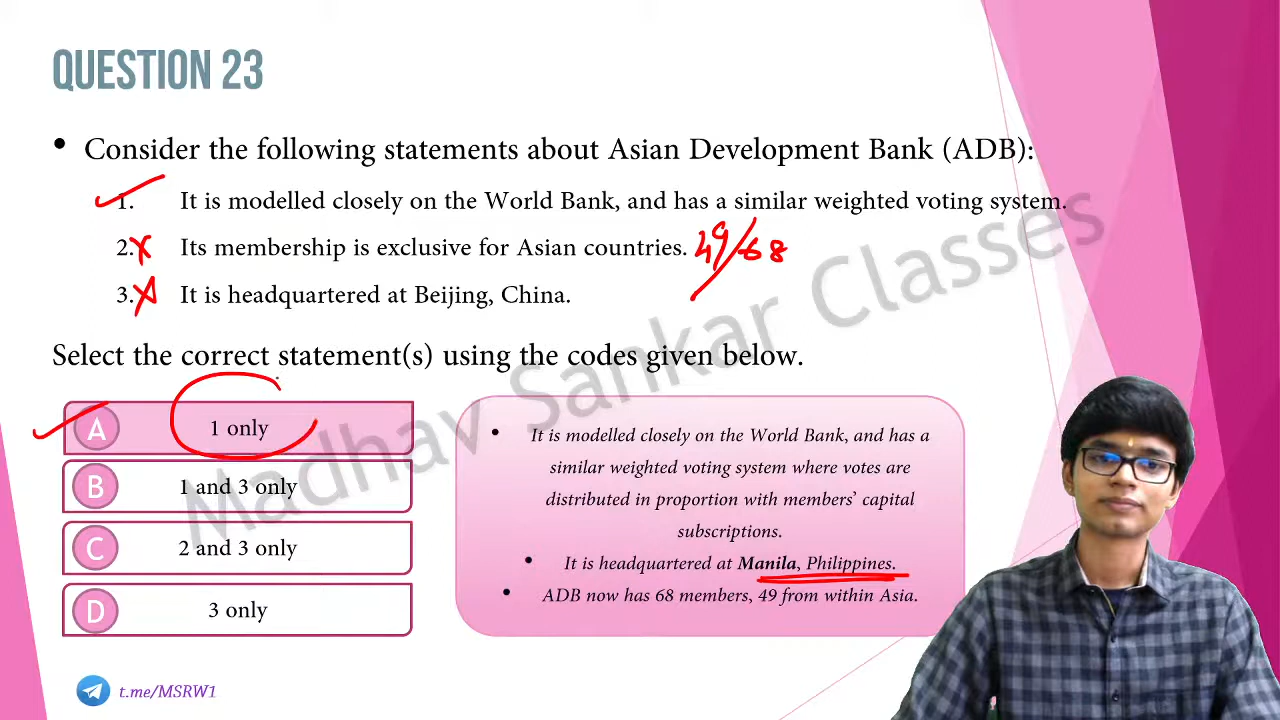 QUESTION 23
• Consider the following statements about Asian Development Bank (ADB):
1. It is modelled closely on the World Bank, and has a similar weighted voting system.
2. Its membership is exclusive for Asian countries. 49/68
3. It is headquartered at Beijing, China.
Select the correct statement(s) using the codes given below.
A 1 only
B 1 and 3 only
C 2 and 3 only
D 3 only
• It is modelled closely on the World Bank, and has a
similar weighted voting system where votes are
distributed in proportion with members' capital
subscriptions.
• It is headquartered at Manila, Philippines.
• ADB now has 68 members, 49 from within Asia.
Madhav Sankar Classes
t.me/MSRW1